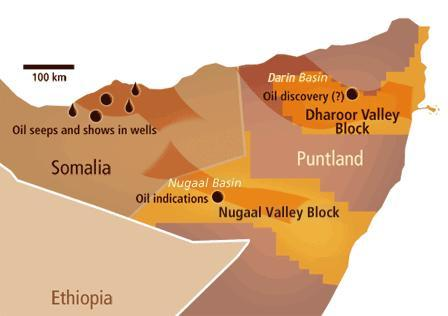 100 km
Darin Basin
Oil discovery (?)
Dharoor Valley
Block
Oil seeps and shows in wells
Puntland
Somalia
Nugaal Basin
Oil indications
Nugaal Valley Block
Ethiopia